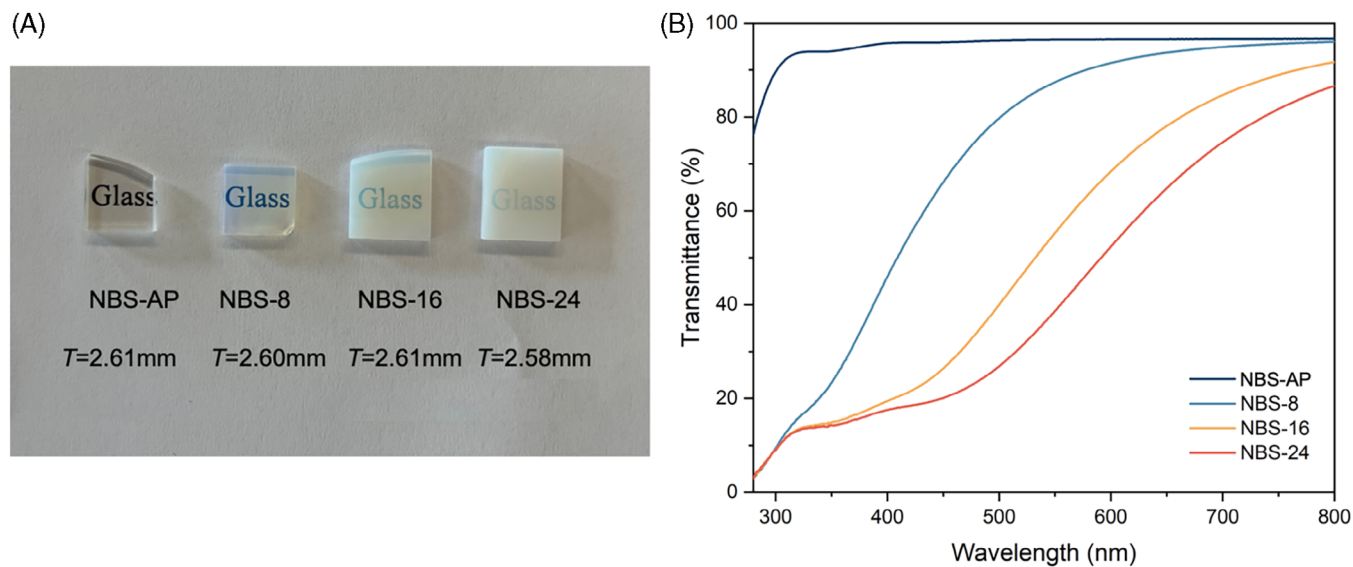 (A)
Glass Glass Glass Glass
NBS-AP NBS-8 NBS-16 NBS-24
T=2.61mm T=2.60mm T=2.61mm T=2.58mm
(B)
Transmittance (%)
100
80
60
40
20
0
300 400 500 600 700 800
Wavelength (nm)
NBS-AP
NBS-8
NBS-16
NBS-24